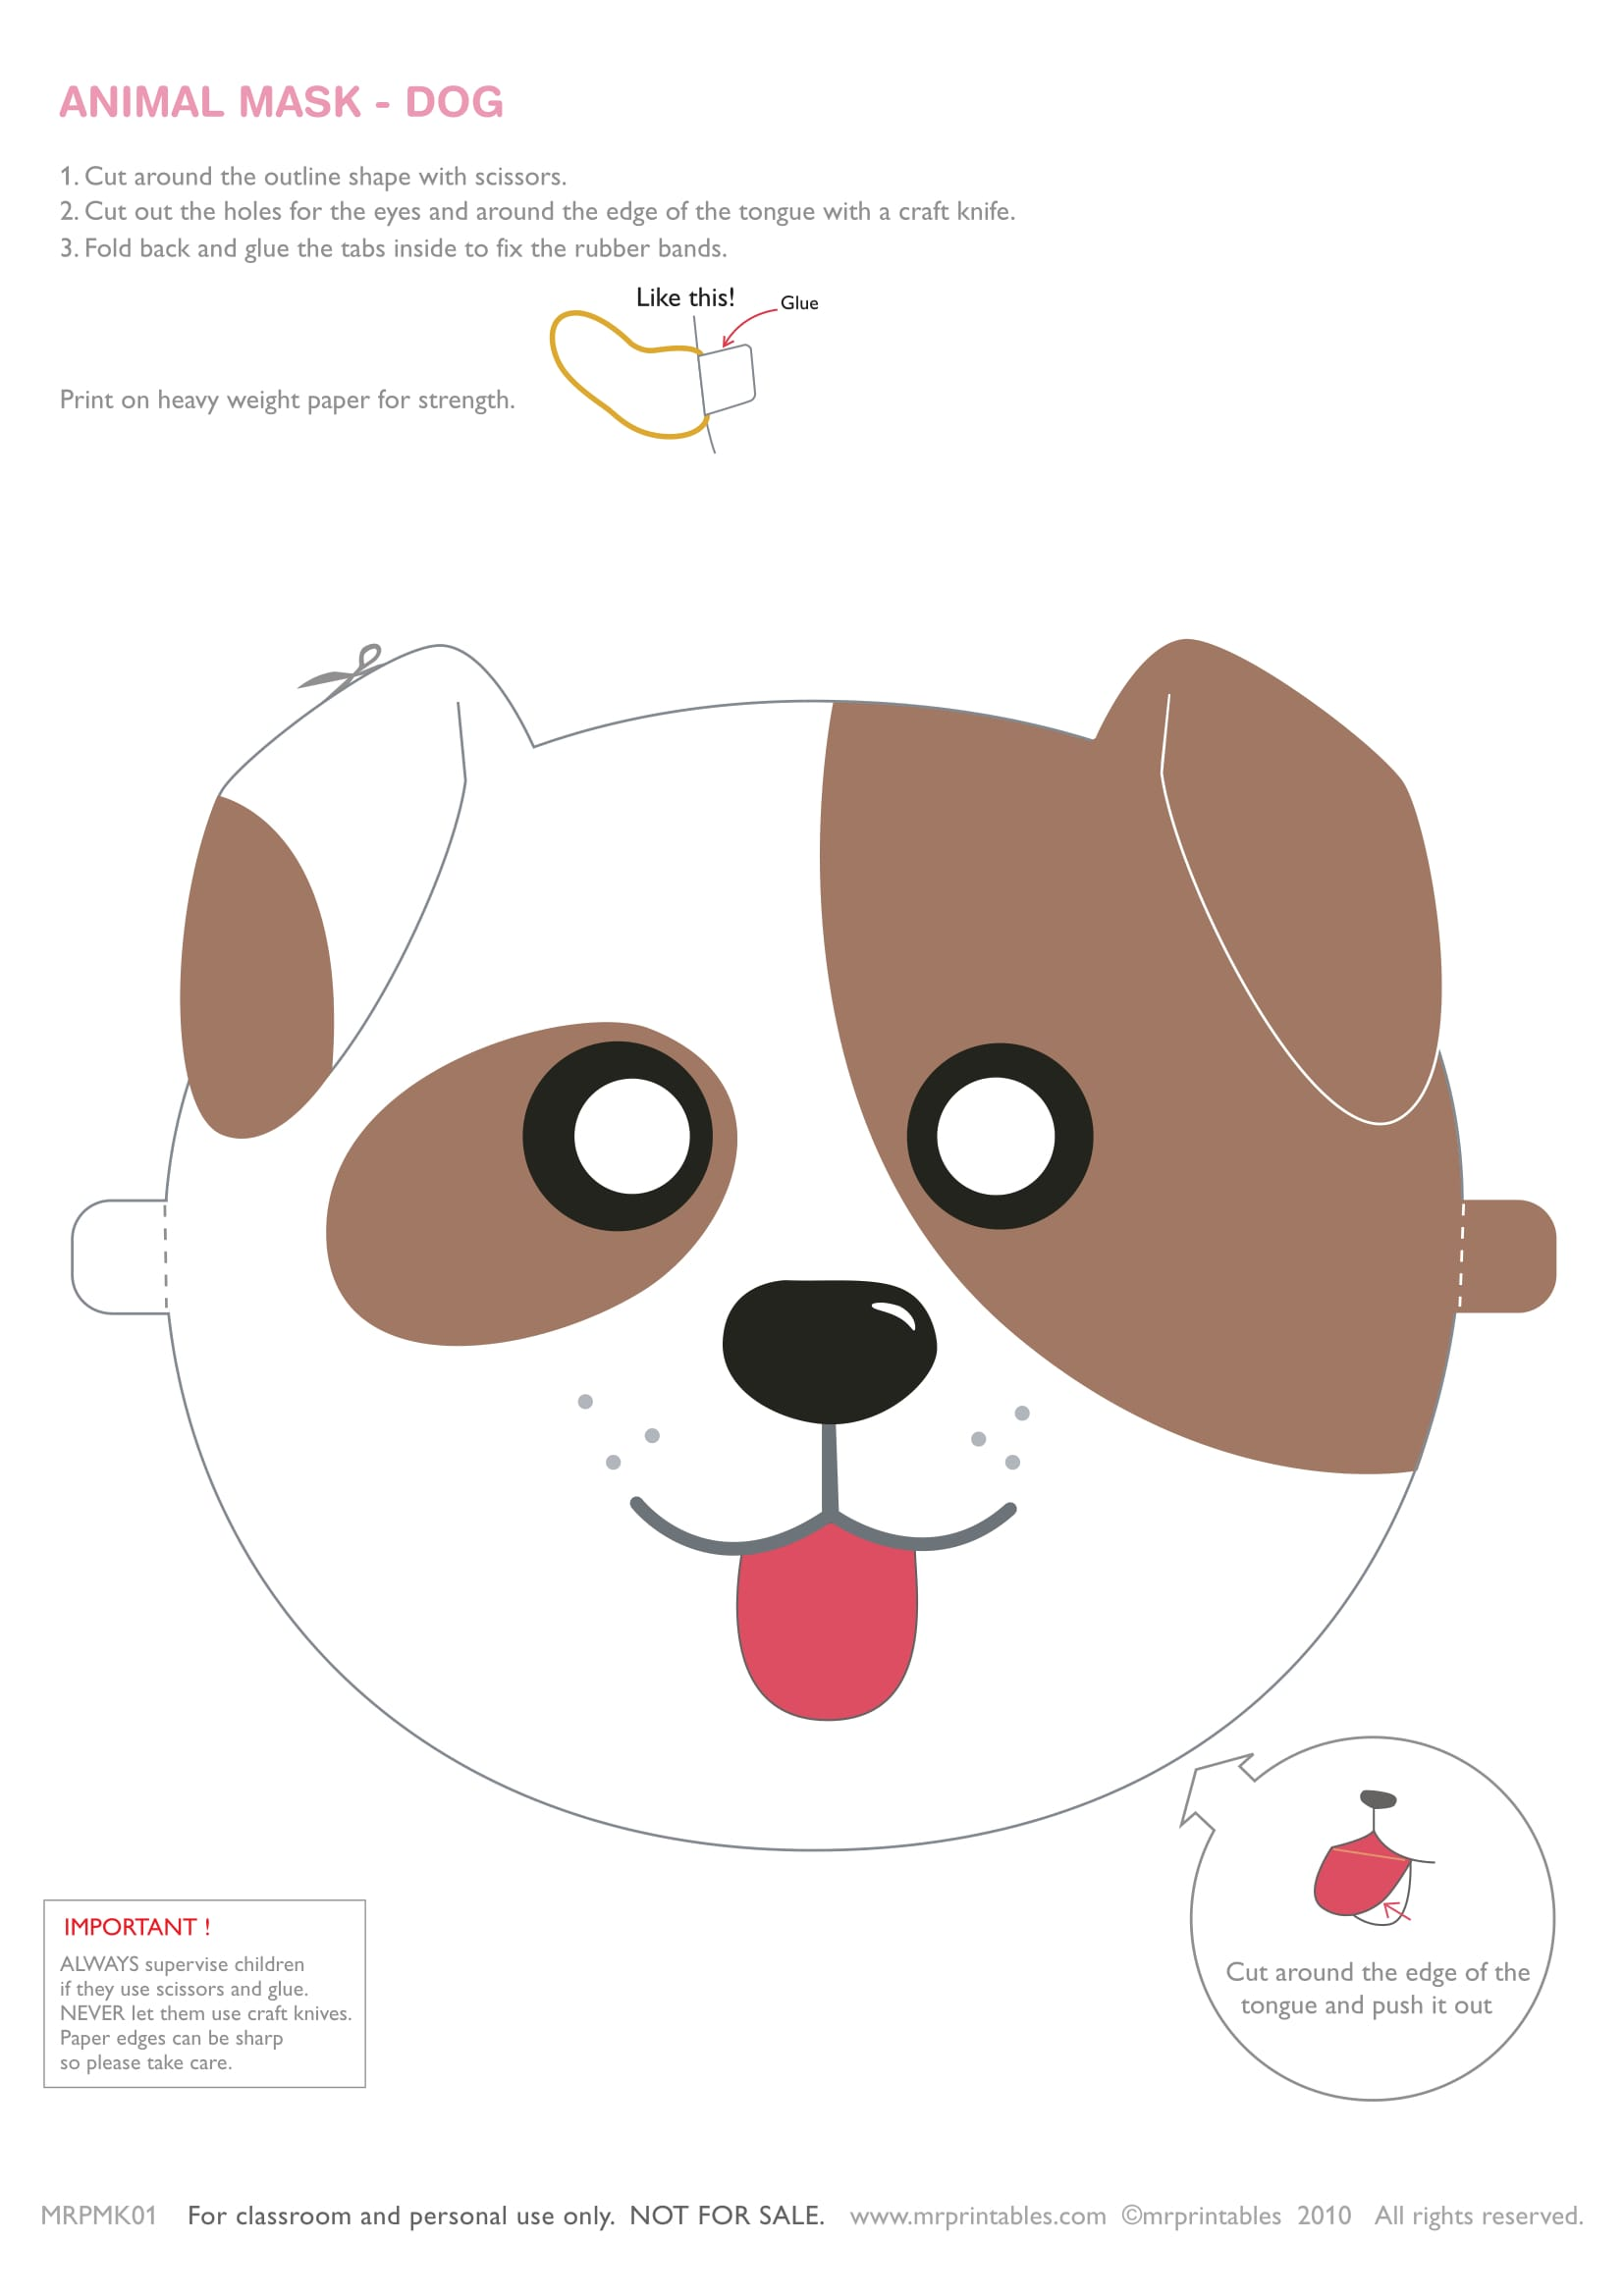 ANIMAL MASK - DOG
1. Cut around the outline shape with scissors.
2. Cut out the holes for the eyes and around the edge of the tongue with a craft knife.
3. Fold back and glue the tabs inside to fix the rubber bands.
Like this!
Glue
Print on heavy weight paper for strength.
Cut around the edge of the
tongue and push it out
IMPORTANT !
ALWAYS supervise children
if they use scissors and glue.
NEVER let them use craft knives.
Paper edges can be sharp
so please take care.
MRPMK01 For classroom and personal use only. NOT FOR SALE. www.mrprintables.com ©mrprintables 2010 All rights reserved.